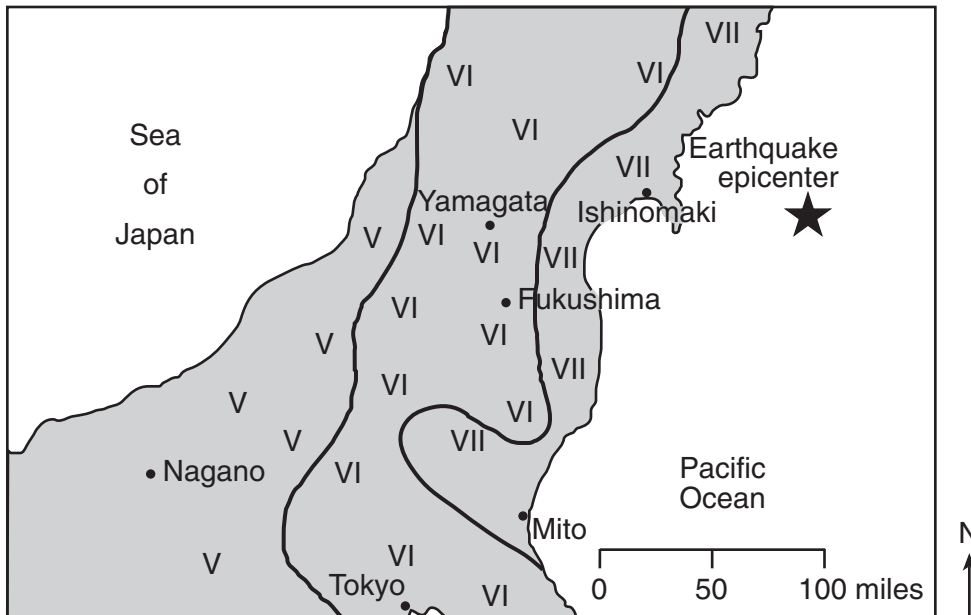 VII
VI
VI
VI
Sea
of
Japan
Earthquake
epicenter
VII
Yamagata
Ishinomaki
V
VI
VI
VII
VI
Fukushima
V
VI
VII
VI
V
VI
V
VII
Nagano
VI
Pacific
Ocean
Mito
V
VI
Tokyo
VI
0 50 100 miles